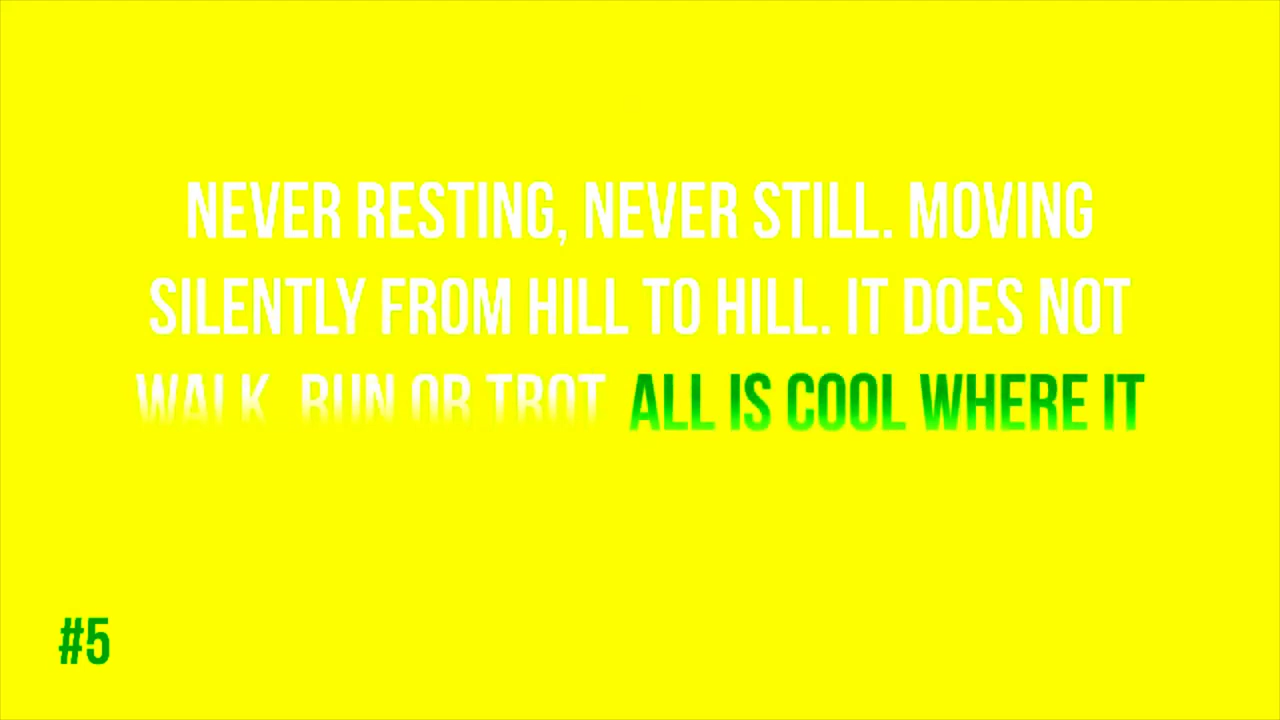 NEVER RESTING, NEVER STILL. MOVING
SILENTLY FROM HILL TO HILL. IT DOES NOT
WALK, RUN OR TROT. ALL IS COOL WHERE IT
#5